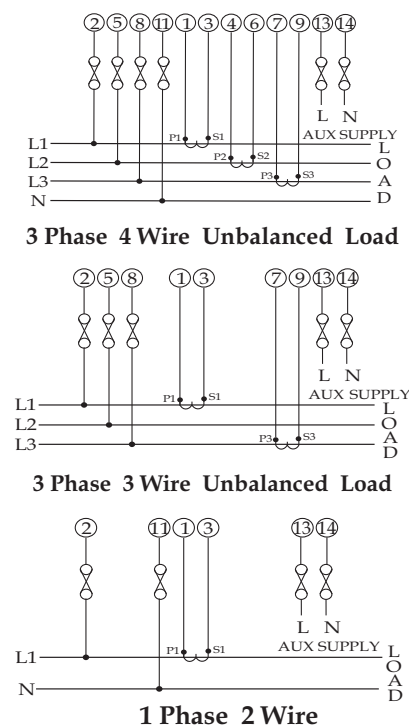 2 5 8 11 1 3 4 6 7 9 13 14
L N
AUX SUPPLY
L1 P1 S1 L
L2 P2 S2 O
L3 P3 S3 A
N D
3 Phase 4 Wire Unbalanced Load
2 5 8 1 3 7 9 13 14
L N
AUX SUPPLY
L1 P1 S1 L
L2 O
L3 P3 S3 A
D
3 Phase 3 Wire Unbalanced Load
2 11 1 3 13 14
L N
AUX SUPPLY
L1 P1 S1 L
O
A
N D
1 Phase 2 Wire